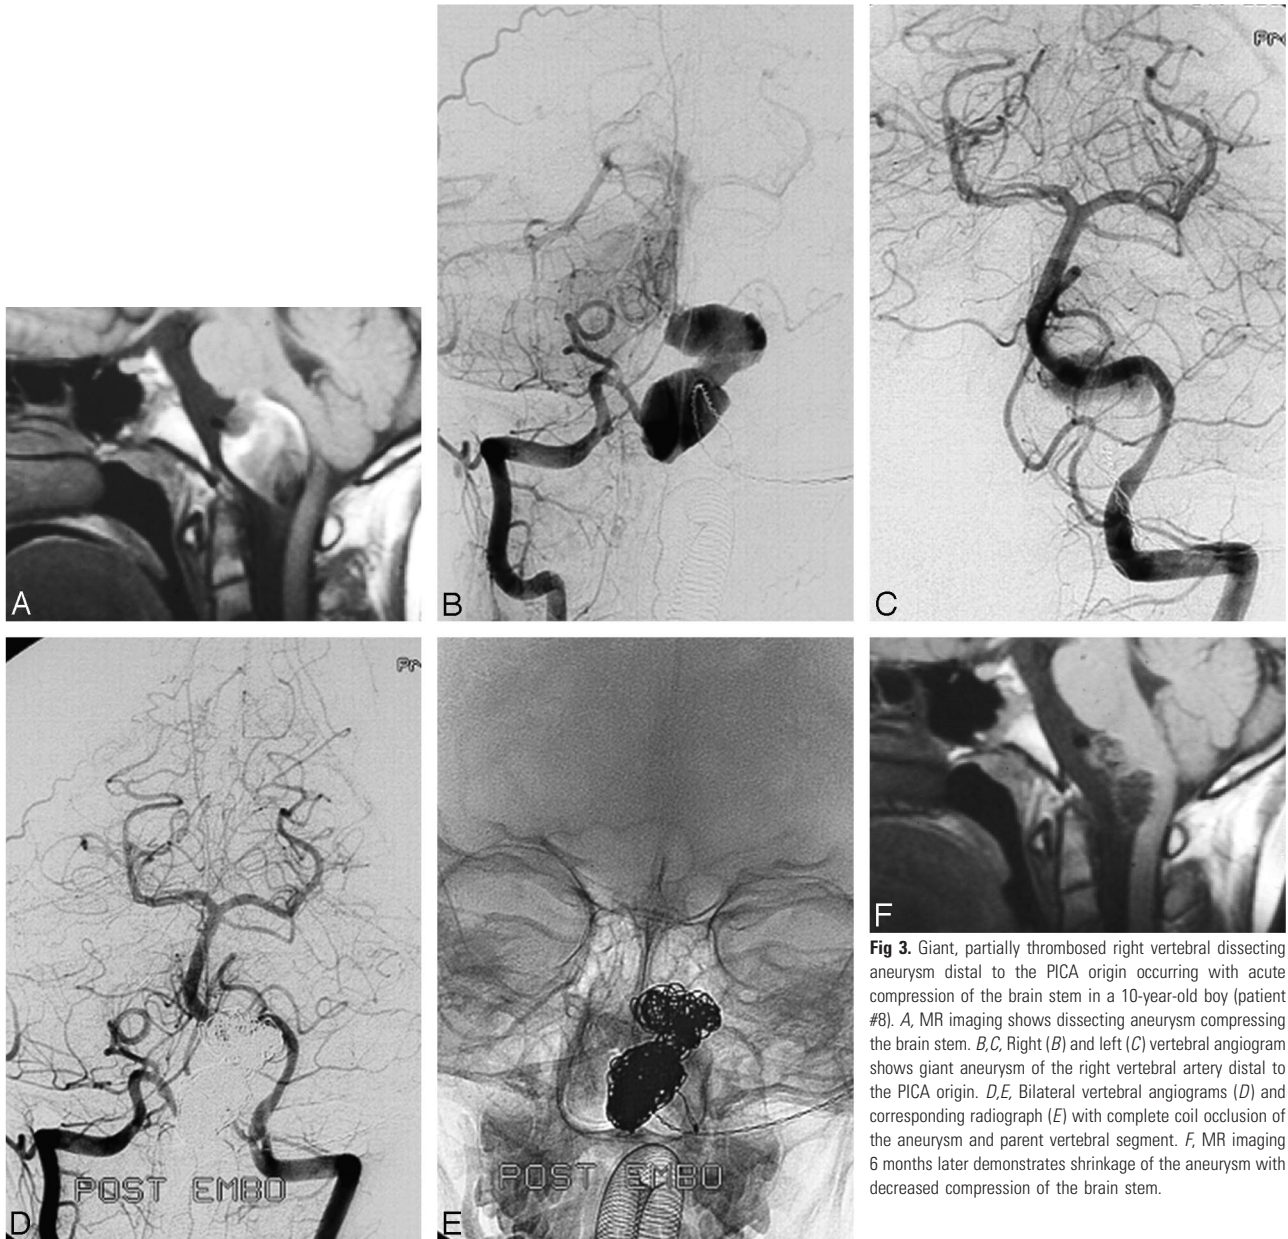 Pr
A
B
C
Pr
POST EMBO
D
POST EMBO
E
F
Fig 3. Giant, partially thrombosed right vertebral dissecting
aneurysm distal to the PICA origin occurring with acute
compression of the brain stem in a 10-year-old boy (patient
#8). A, MR imaging shows dissecting aneurysm compressing
the brain stem. B,C, Right (B) and left (C) vertebral angiogram
shows giant aneurysm of the right vertebral artery distal to
the PICA origin. D,E, Bilateral vertebral angiograms (D) and
corresponding radiograph (E) with complete coil occlusion of
the aneurysm and parent vertebral segment. F, MR imaging
6 months later demonstrates shrinkage of the aneurysm with
decreased compression of the brain stem.